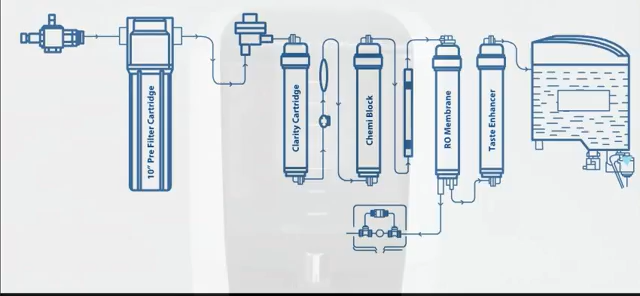 10" Pre Filter Cartridge
Clarity Cartridge
Chemi Block
RO Membrane
Taste Enhancer